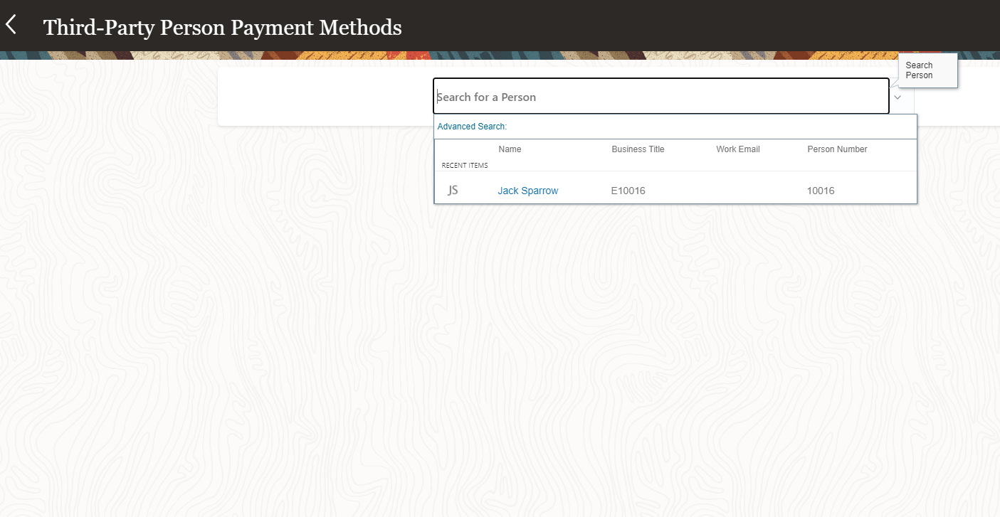 Third-Party Person Payment Methods
Search
Person
Search for a Person
Advanced Search:
Name Business Title Work Email Person Number
RECENT ITEMS
JS Jack Sparrow E10016 10016